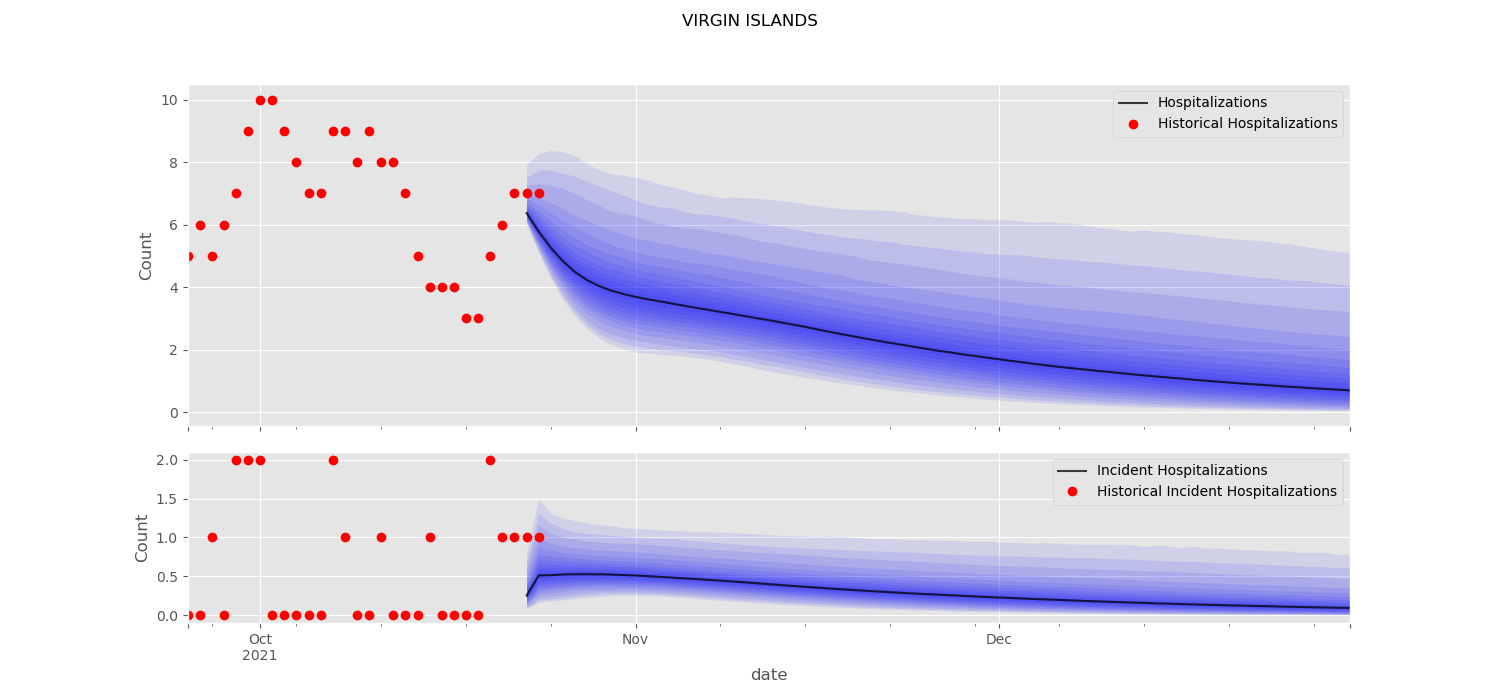 VIRGIN ISLANDS
10
8
6
4
2
0
Count
Hospitalizations
Historical Hospitalizations
2.0
1.5
1.0
0.5
0.0
Count
Incident Hospitalizations
Historical Incident Hospitalizations
Oct
2021
Nov
Dec
date